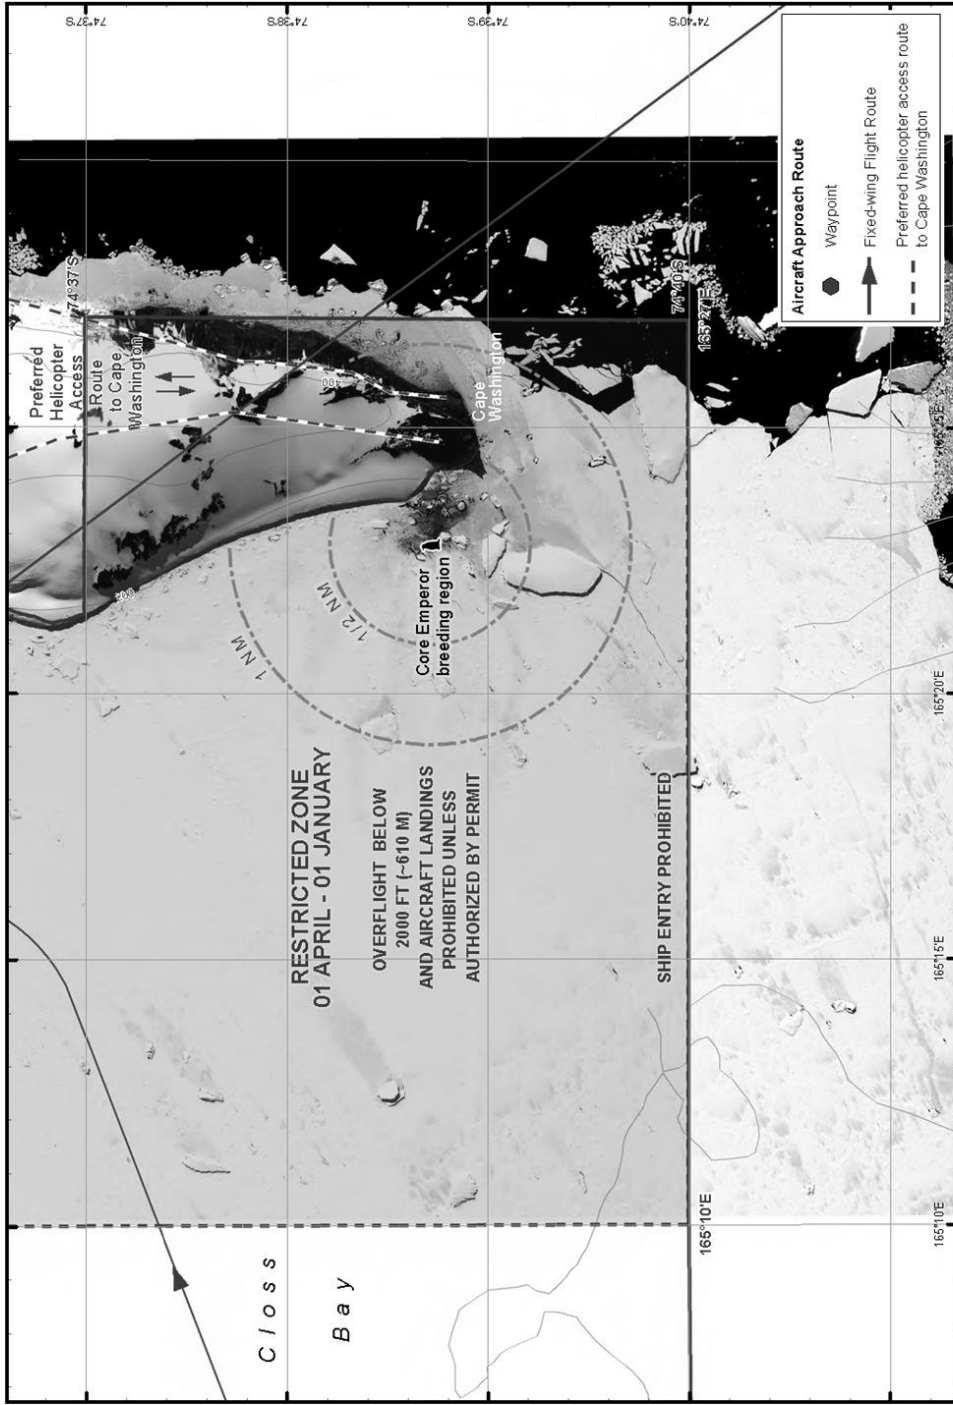 74°37'S
74°38'S
74°39'S
74°40'S
Preferred
Helicopter
Access
Route
to Cape
Washington
74°37'S
400
200
Cape
Washington
1 NM
1/2 NM
Core Emperor
breeding region
RESTRICTED ZONE
01 APRIL - 01 JANUARY
OVERFLIGHT BELOW
2000 FT (~610 M)
AND AIRCRAFT LANDINGS
PROHIBITED UNLESS
AUTHORIZED BY PERMIT
SHIP ENTRY PROHIBITED
Closs
Bay
74°40'S
165°27'E
165°10'E
165°10'E
165°15'E
165°20'E
Aircraft Approach Route
Waypoint
Fixed-wing Flight Route
Preferred helicopter access route
to Cape Washington